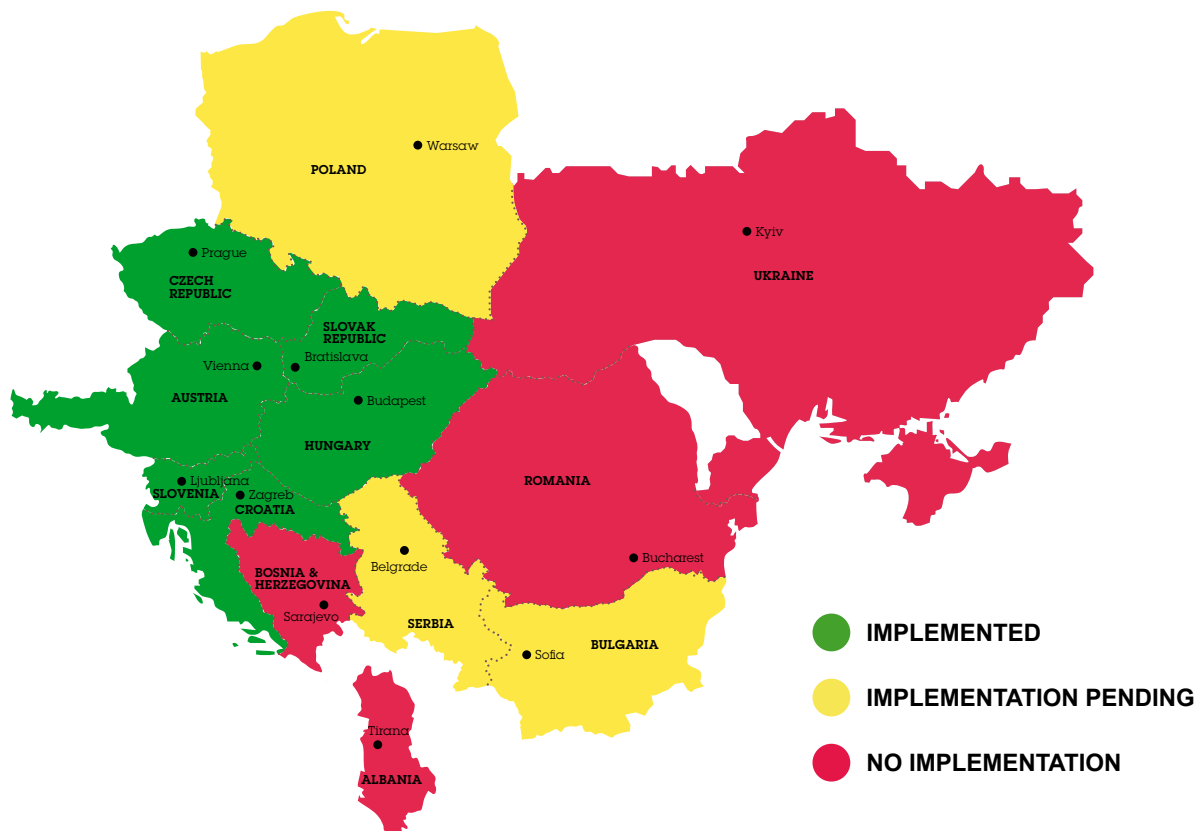 Warsaw
POLAND
Kyiv
Prague
UKRAINE
CZECH
REPUBLIC
SLOVAK
REPUBLIC
Bratislava
Vienna
AUSTRIA
Budapest
HUNGARY
Ljubljana
SLOVENIA
Zagreb
CROATIA
ROMANIA
Belgrade
Bucharest
BOSNIA &
HERZEGOVINA
Sarajevo
SERBIA
Sofia
BULGARIA
Tirana
ALBANIA
IMPLEMENTED
IMPLEMENTATION PENDING
NO IMPLEMENTATION